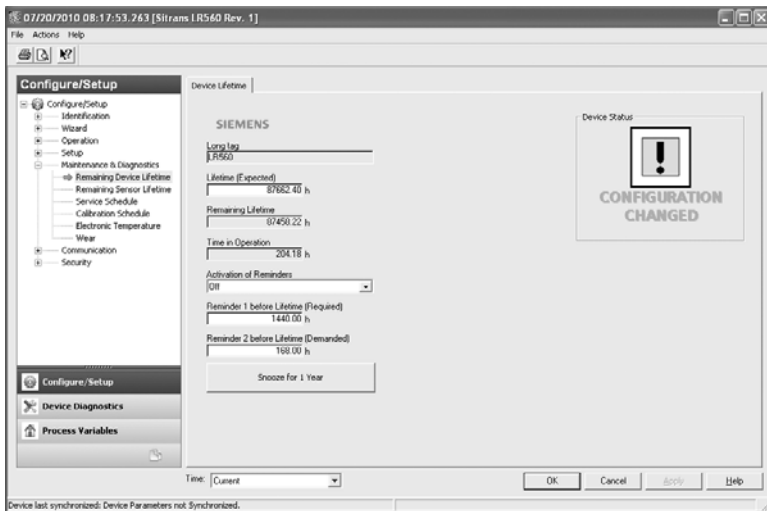 07/20/2010 08:17:53.263 [Sitrans LR560 Rev. 1]
File Actions Help
Configure/Setup
Configure/Setup
Identification
Wizard
Operation
Setup
Maintenance & Diagnostics
Remaining Device Lifetime
Remaining Sensor Lifetime
Service Schedule
Calibration Schedule
Electronic Temperature
Wear
Communication
Security
Configure/Setup
Device Diagnostics
Process Variables
Device Lifetime
SIEMENS
Long tag
LR560
Lifetime (Expected)
87662.40 h
Remaining Lifetime
87458.22 h
Time in Operation
204.18 h
Activation of Reminders
Off
Reminder 1 before Lifetime (Required)
1440.00 h
Reminder 2 before Lifetime (Demanded)
168.00 h
Snooze for 1 Year
Device Status
!
CONFIGURATION
CHANGED
Time: Current
OK Cancel Apply Help
Device last synchronized: Device Parameters not Synchronized.